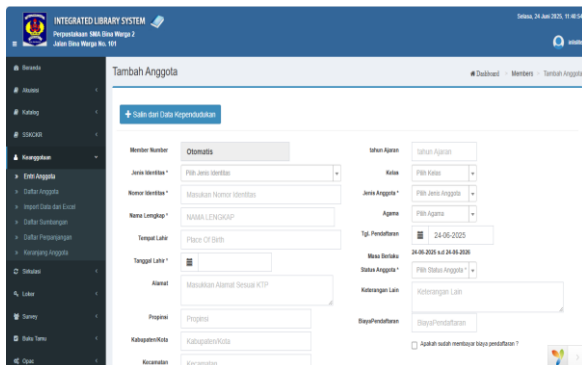 INTEGRATED LIBRARY SYSTEM
Perpustakaan SMA Bina Warga 2
Jalan Bina Warga No. 101
Selasa, 24 Juni 2025, 11:40:54
Beranda
Akuisisi
Katalog
SSKCKR
Keanggotaan
Entri Anggota
Daftar Anggota
Import Data dari Excel
Daftar Sumbangan
Daftar Perpanjangan
Keranjang Anggota
Sirkulasi
Loker
Survey
Buku Tamu
Opac
Tambah Anggota
Dashboard > Members > Tambah Anggota
+ Salin dari Data Kependudukan
Member Number Otomatis
Jenis Identitas * Pilih Jenis Identitas
Nomor Identitas * Masukan Nomor Identitas
Nama Lengkap * NAMA LENGKAP
Tempat Lahir Place Of Birth
Tanggal Lahir *
Alamat Masukkan Alamat Sesuai KTP
Propinsi Propinsi
Kabupaten/Kota Kabupaten/Kota
Kecamatan Kecamatan
tahun Ajaran tahun Ajaran
Kelas Pilih Kelas
Jenis Anggota * Pilih Jenis Anggota
Agama Pilih Agama
Tgl. Pendaftaran 24-06-2025
Masa Berlaku 24-06-2025 s.d 24-06-2026
Status Anggota * Pilih Status Anggota *
Keterangan Lain Keterangan Lain
BiayaPendaftaran BiayaPendaftaran
Apakah sudah membayar biaya pendaftaran ?